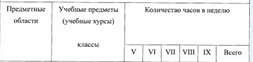 Предметные области
Учебные предметы (учебные курсы)
классы
Количество часов в неделю
V VI VII VIII IX Всего